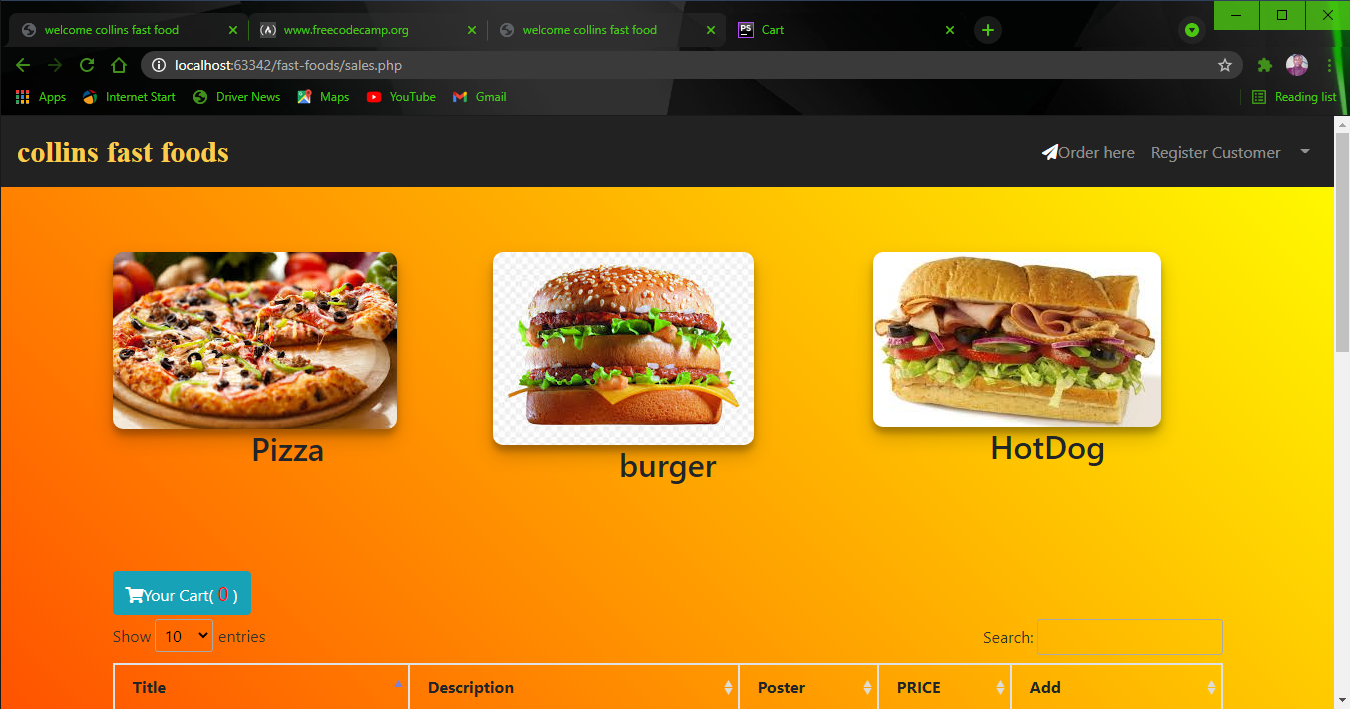 welcome collins fast food
www.freecodecamp.org
welcome collins fast food
PS Cart
localhost:63342/fast-foods/sales.php
Apps Internet Start Driver News Maps YouTube Gmail Reading list
collins fast foods Order here Register Customer
Pizza
burger
HotDog
Your Cart( 0 )
Show 10 entries Search:
Title Description Poster PRICE Add